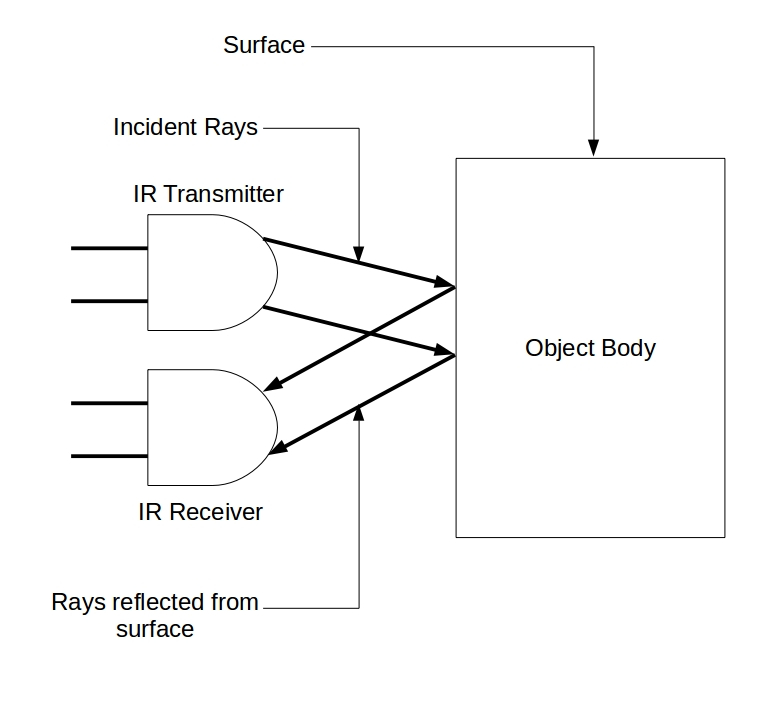 Surface
Incident Rays
IR Transmitter
Object Body
IR Receiver
Rays reflected from
surface